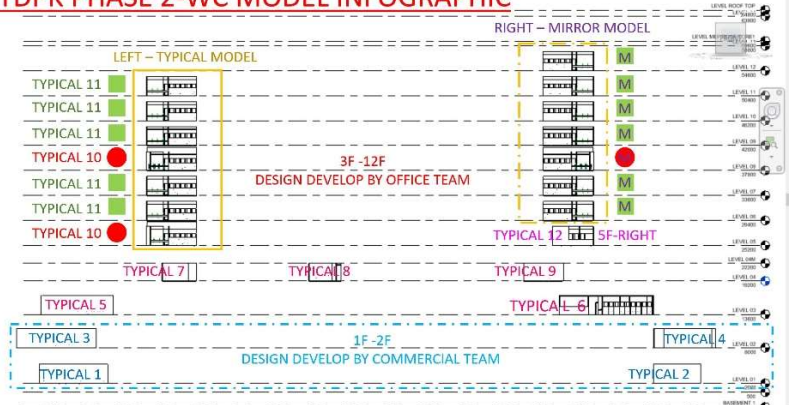 PHASE 2-WC MODEL INFOGRAPHIC
RIGHT – MIRROR MODEL
LEFT – TYPICAL MODEL
M
TYPICAL 11
M
TYPICAL 11
M
TYPICAL 11
M
TYPICAL 10
3F -12F
DESIGN DEVELOP BY OFFICE TEAM
TYPICAL 11
M
TYPICAL 11
M
TYPICAL 10
TYPICAL 12
5F-RIGHT
TYPICAL 7
TYPICAL 8
TYPICAL 9
TYPICAL 5
TYPICAL 6
TYPICAL 3
1F -2F
TYPICAL 4
DESIGN DEVELOP BY COMMERCIAL TEAM
TYPICAL 1
TYPICAL 2
LEVEL ROOF TOP
LEVEL 12
LEVEL 11
LEVEL 10
LEVEL 09
LEVEL 08
LEVEL 07
LEVEL 06
LEVEL 05
LEVEL 04M
LEVEL 04
LEVEL 03
LEVEL 02
LEVEL 01
BASEMENT 1